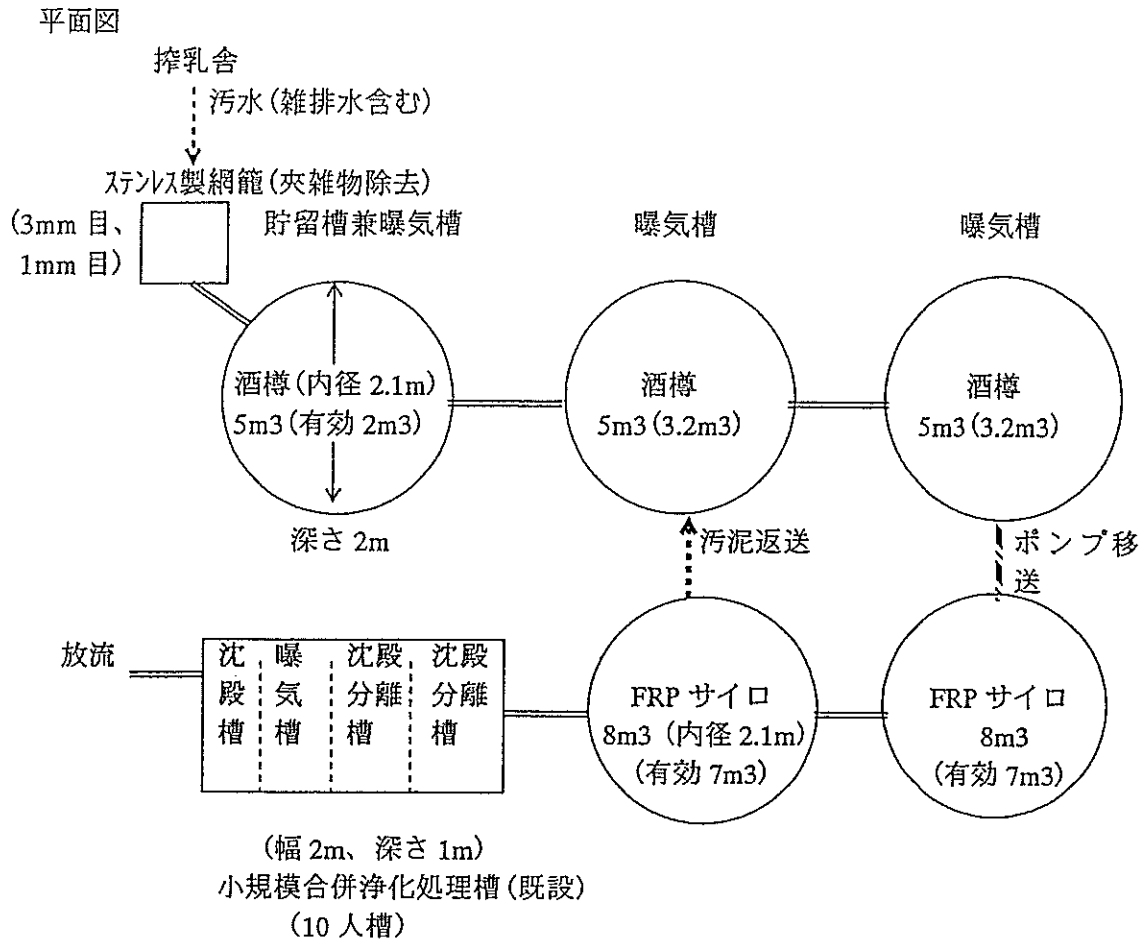 平面図
搾乳舎
汚水(雑排水含む)
ステンレス製網籠(夾雑物除去)
(3mm 目、
1mm 目)
貯留槽兼曝気槽
曝気槽
曝気槽
酒樽(内径 2.1m)
5m3(有効 2m3)
酒樽
5m3(3.2m3)
酒樽
5m3(3.2m3)
深さ 2m
汚泥返送
ポンプ移
送
放流
沈殿槽
曝気槽
沈殿分離槽
沈殿分離槽
FRP サイロ
8m3 (内径 2.1m)
(有効 7m3)
FRP サイロ
8m3
(有効 7m3)
(幅 2m、深さ 1m)
小規模合併浄化処理槽(既設)
(10 人槽)